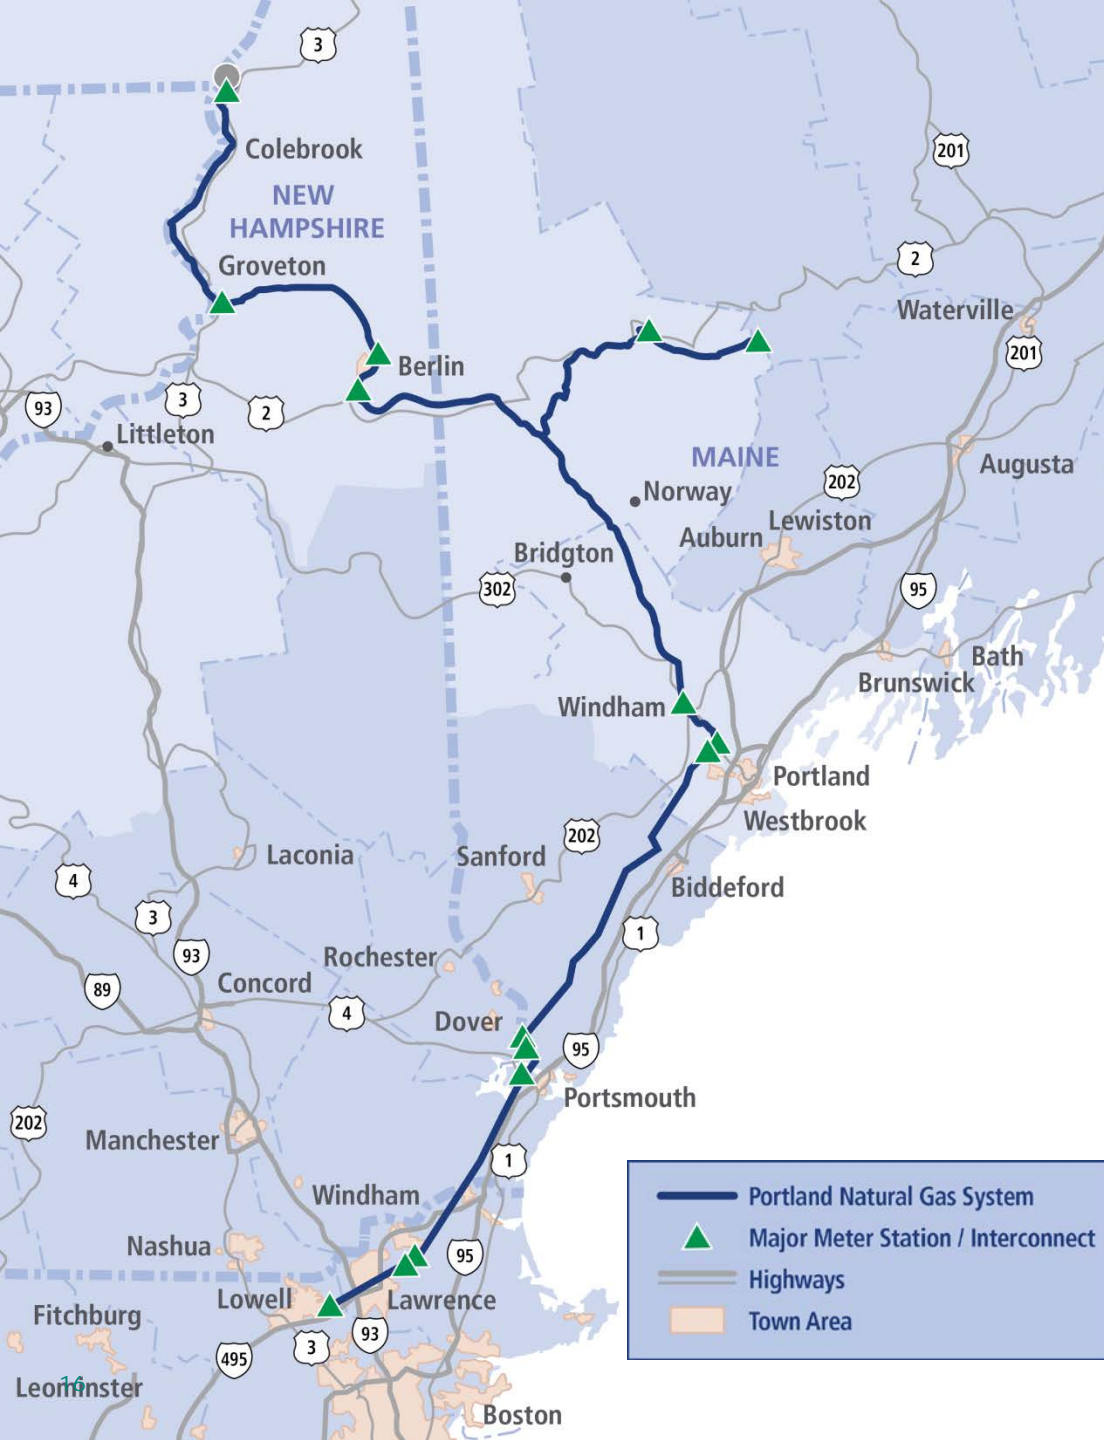 3
Colebrook
201
NEW
HAMPSHIRE
2
Groveton
Waterville
201
Berlin
93
3
2
Littleton
MAINE
Augusta
202
Norway
Lewiston
Auburn
Bridgton
302
95
Bath
Brunswick
Windham
Portland
Westbrook
202
Laconia
Sanford
4
Biddeford
3
1
93
Rochester
Concord
89
4
Dover
95
Portsmouth
202
Manchester
1
Windham
Portland Natural Gas System
Major Meter Station / Interconnect
Nashua
95
Highways
Lowell
Lawrence
Fitchburg
Town Area
93
3
495
Leominster
16
Boston